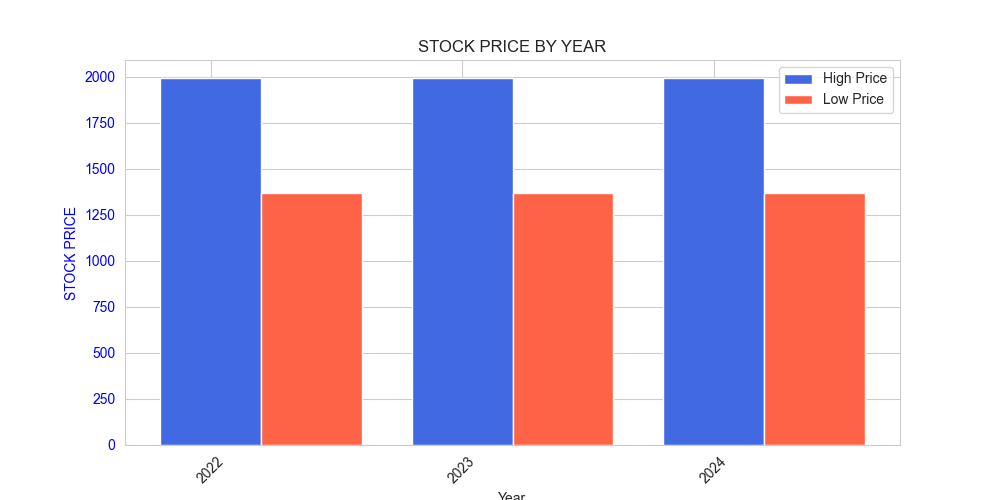 STOCK PRICE BY YEAR
High Price
Low Price
STOCK PRICE
2000
1750
1500
1250
1000
750
500
250
0
2022
2023
2024
Year